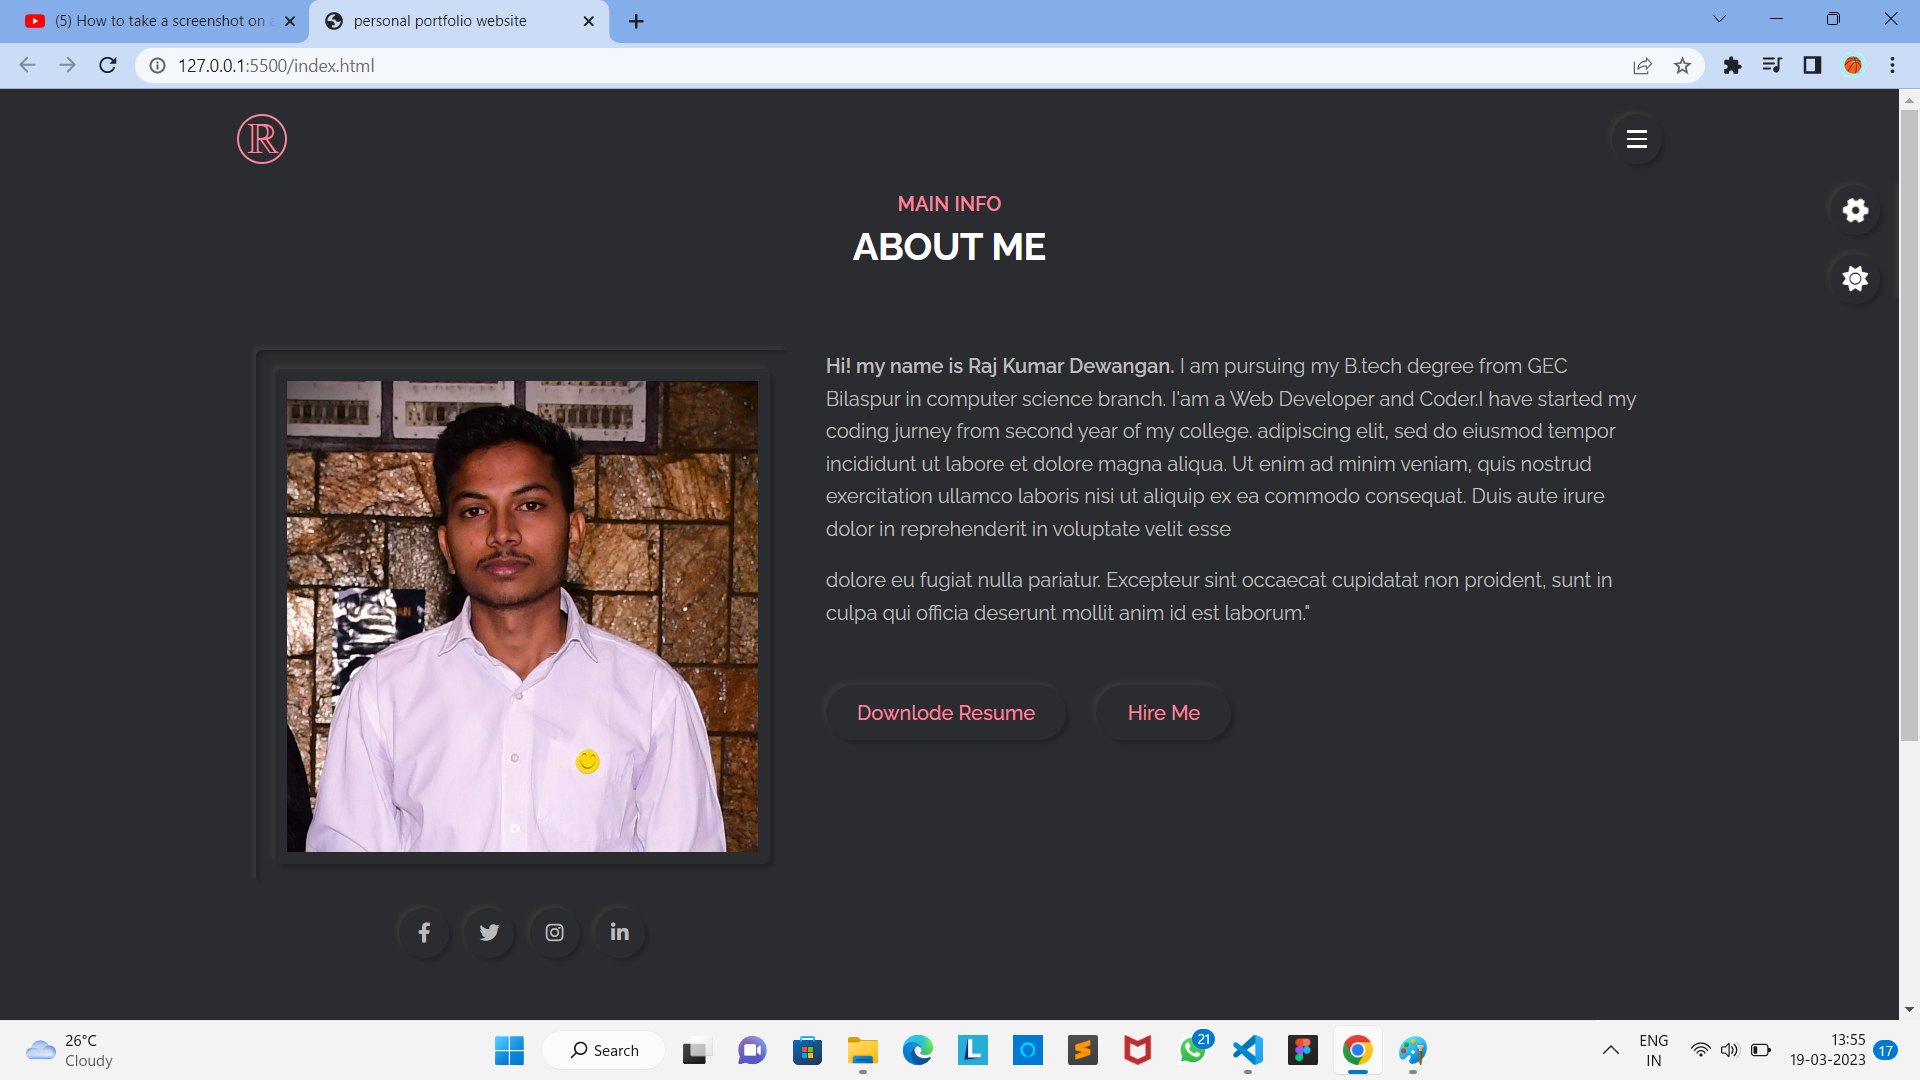 (5) How to take a screenshot on
personal portfolio website
127.0.0.1:5500/index.html
R
MAIN INFO
ABOUT ME
Hi! my name is Raj Kumar Dewangan. I am pursuing my B.tech degree from GEC
Bilaspur in computer science branch. I'am a Web Developer and Coder.I have started my
coding jurney from second year of my college. adipiscing elit, sed do eiusmod tempor
incididunt ut labore et dolore magna aliqua. Ut enim ad minim veniam, quis nostrud
exercitation ullamco laboris nisi ut aliquip ex ea commodo consequat. Duis aute irure
dolor in reprehenderit in voluptate velit esse
dolore eu fugiat nulla pariatur. Excepteur sint occaecat cupidatat non proident, sunt in
culpa qui officia deserunt mollit anim id est laborum."
Downlode Resume
Hire Me
26°C
Cloudy
Search
21
ENG
IN
13:55
19-03-2023
17